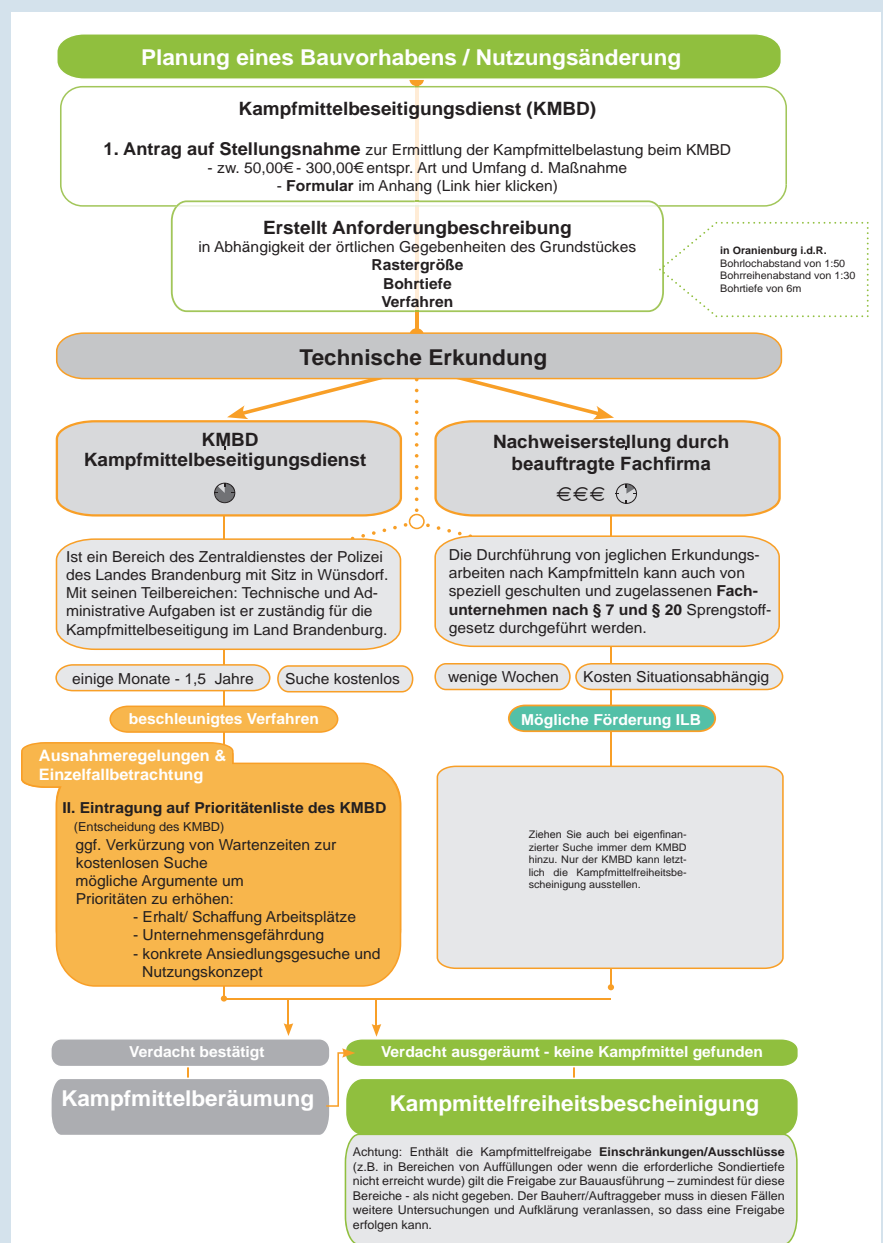 Planung eines Bauvorhabens / Nutzungsänderung
Kampfmittelbeseitigungsdienst (KMBD)
1. Antrag auf Stellungsnahme zur Ermittlung der Kampfmittelbelastung beim KMBD
- zw. 50,00€ - 300,00€ entspr. Art und Umfang d. Maßnahme
- Formular im Anhang (Link hier klicken)
Erstellt Anforderungbeschreibung
in Abhängigkeit der örtlichen Gegebenheiten des Grundstückes
Rastergröße
Bohrtiefe
Verfahren
in Oranienburg i.d.R.
Bohrlochabstand von 1:50
Bohrreihenabstand von 1:30
Bohrtiefe von 6m
Technische Erkundung
KMBD
Kampfmittelbeseitigungsdienst
Ist ein Bereich des Zentraldienstes der Polizei
des Landes Brandenburg mit Sitz in Wünsdorf.
Mit seinen Teilbereichen: Technische und Ad-
ministrative Aufgaben ist er zuständig für die
Kampfmittelbeseitigung im Land Brandenburg.
einige Monate - 1,5 Jahre
Suche kostenlos
beschleunigtes Verfahren
Ausnahmeregelungen &
Einzelfallbetrachtung
II. Eintragung auf Prioritätenliste des KMBD
(Entscheidung des KMBD)
ggf. Verkürzung von Wartenzeiten zur
kostenlosen Suche
mögliche Argumente um
Prioritäten zu erhöhen:
- Erhalt/ Schaffung Arbeitsplätze
- Unternehmensgefährdung
- konkrete Ansiedlungsgesuche und
Nutzungskonzept
Nachweiserstellung durch
beauftragte Fachfirma
€€€
Die Durchführung von jeglichen Erkundungs-
arbeiten nach Kampfmitteln kann auch von
speziell geschulten und zugelassenen Fach-
unternehmen nach § 7 und § 20 Sprengstoff-
gesetz durchgeführt werden.
wenige Wochen
Kosten Situationsabhängig
Mögliche Förderung ILB
Ziehen Sie auch bei eigenfinan-
zierter Suche immer dem KMBD
hinzu. Nur der KMBD kann letzt-
lich die Kampfmittelfreiheitsbe-
scheinigung ausstellen.
Verdacht bestätigt
Kampfmittelberäumung
Verdacht ausgeräumt - keine Kampfmittel gefunden
Kampmittelfreiheitsbescheinigung
Achtung: Enthält die Kampfmittelfreigabe Einschränkungen/Ausschlüsse
(z.B. in Bereichen von Auffüllungen oder wenn die erforderliche Sondiertiefe
nicht erreicht wurde) gilt die Freigabe zur Bauausführung – zumindest für diese
Bereiche - als nicht gegeben. Der Bauherr/Auftraggeber muss in diesen Fällen
weitere Untersuchungen und Aufklärung veranlassen, so dass eine Freigabe
erfolgen kann.